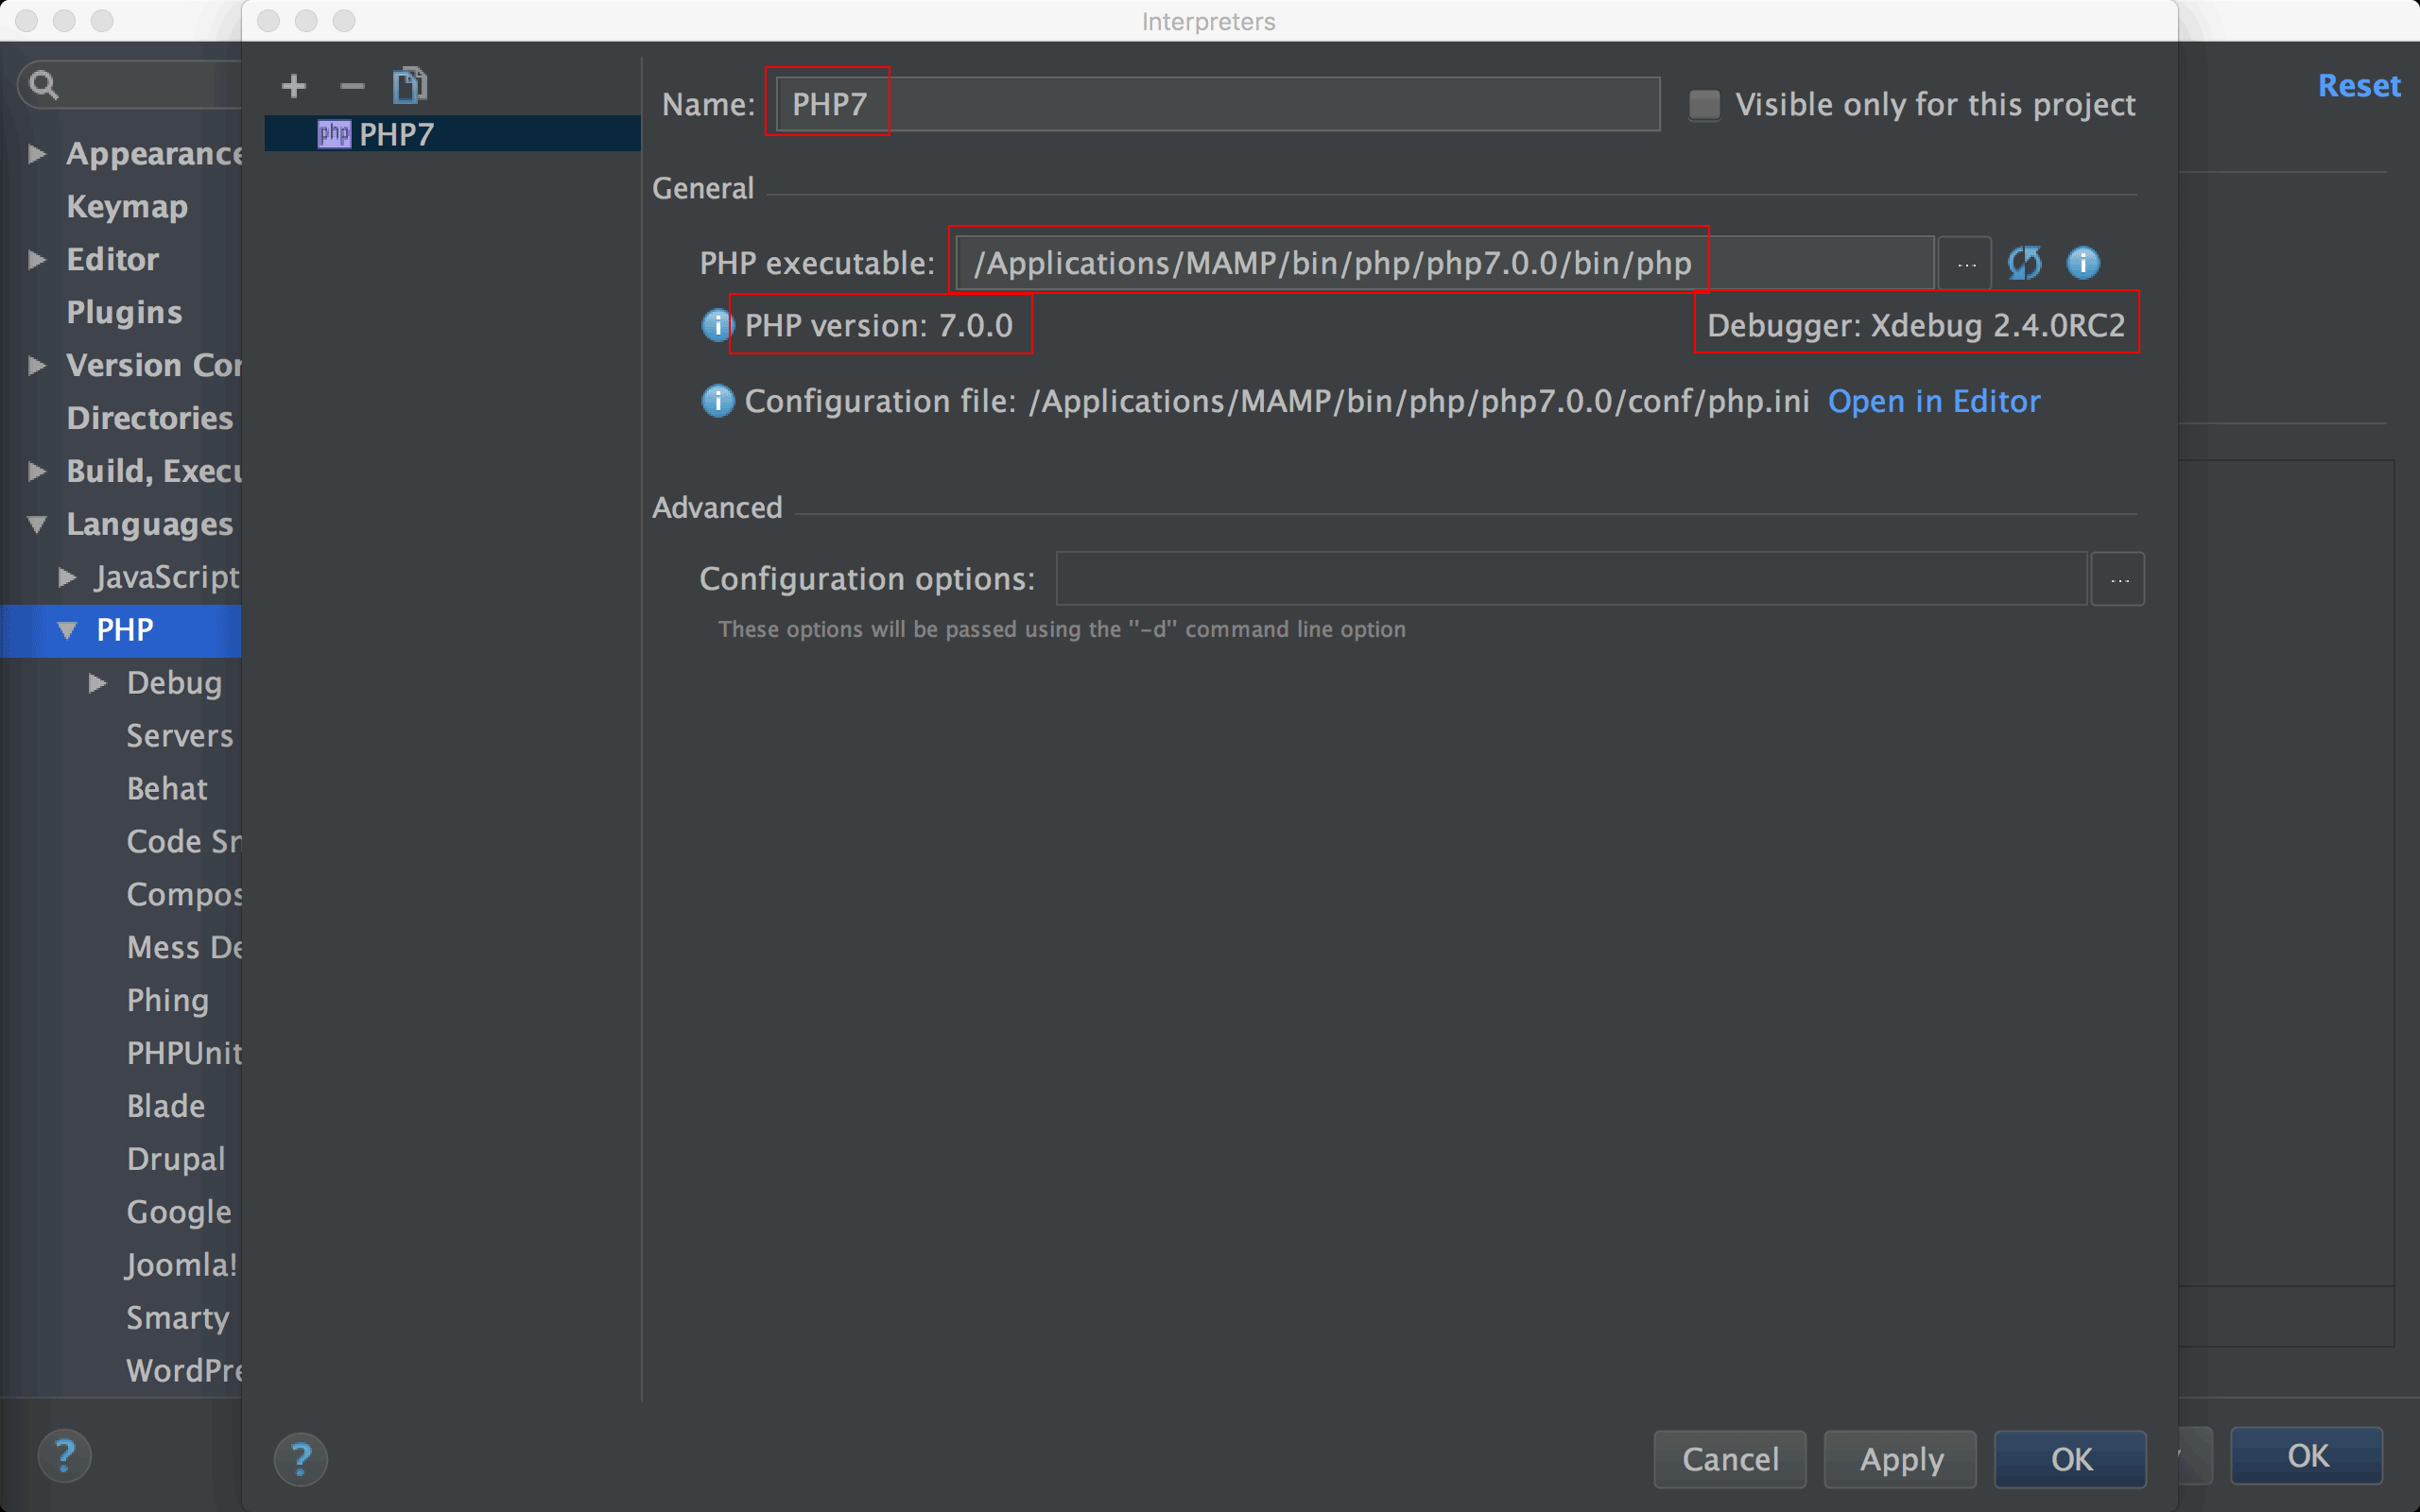 Interpreters
Reset
Appearance
Keymap
Editor
Plugins
Version Cor
Directories
Build, Execu
Languages
JavaScript
PHP
Debug
Servers
Behat
Code Sn
Compos
Mess De
Phing
PHPUnit
Blade
Drupal
Google
Joomla!
Smarty
WordPre
php PHP7
Name: PHP7
Visible only for this project
General
PHP executable: /Applications/MAMP/bin/php/php7.0.0/bin/php ...
PHP version: 7.0.0
Debugger: Xdebug 2.4.0RC2
Configuration file: /Applications/MAMP/bin/php/php7.0.0/conf/php.ini Open in Editor
Advanced
Configuration options: ...
These options will be passed using the "-d" command line option
? ? Cancel Apply OK OK